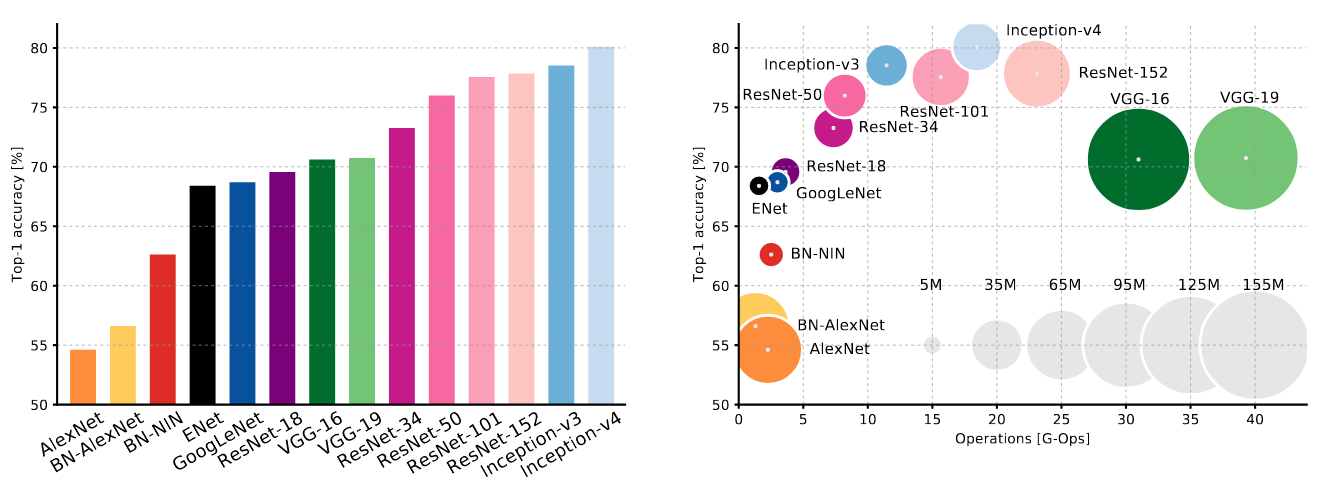 80
75
70
65
60
55
50
Top-1 accuracy [%]
AlexNet
BN-AlexNet
BN-NIN
ENet
GoogLeNet
ResNet-18
VGG-16
VGG-19
ResNet-34
ResNet-50
ResNet-101
ResNet-152
Inception-v3
Inception-v4
80
75
70
65
60
55
50
Top-1 accuracy [%]
Inception-v4
Inception-v3
ResNet-152
ResNet-50
VGG-16
VGG-19
ResNet-101
ResNet-34
ResNet-18
GoogLeNet
ENet
BN-NIN
5M 35M 65M 95M 125M 155M
BN-AlexNet
AlexNet
0 5 10 15 20 25 30 35 40
Operations [G-Ops]